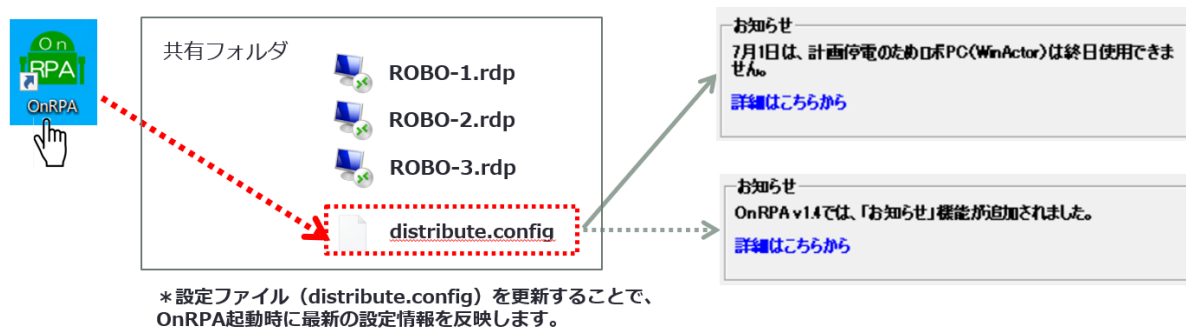 On
RPA
OnRPA
共有フォルダ
ROBO-1.rdp
ROBO-2.rdp
ROBO-3.rdp
distribute.config
＊設定ファイル（distribute.config）を更新することで、
OnRPA起動時に最新の設定情報を反映します。
お知らせ
7月1日は、計画停電のためロボPC(WinActor)は終日使用できま
せん。
詳細はこちらから
お知らせ
OnRPA v1.4では、「お知らせ」機能が追加されました。
詳細はこちらから